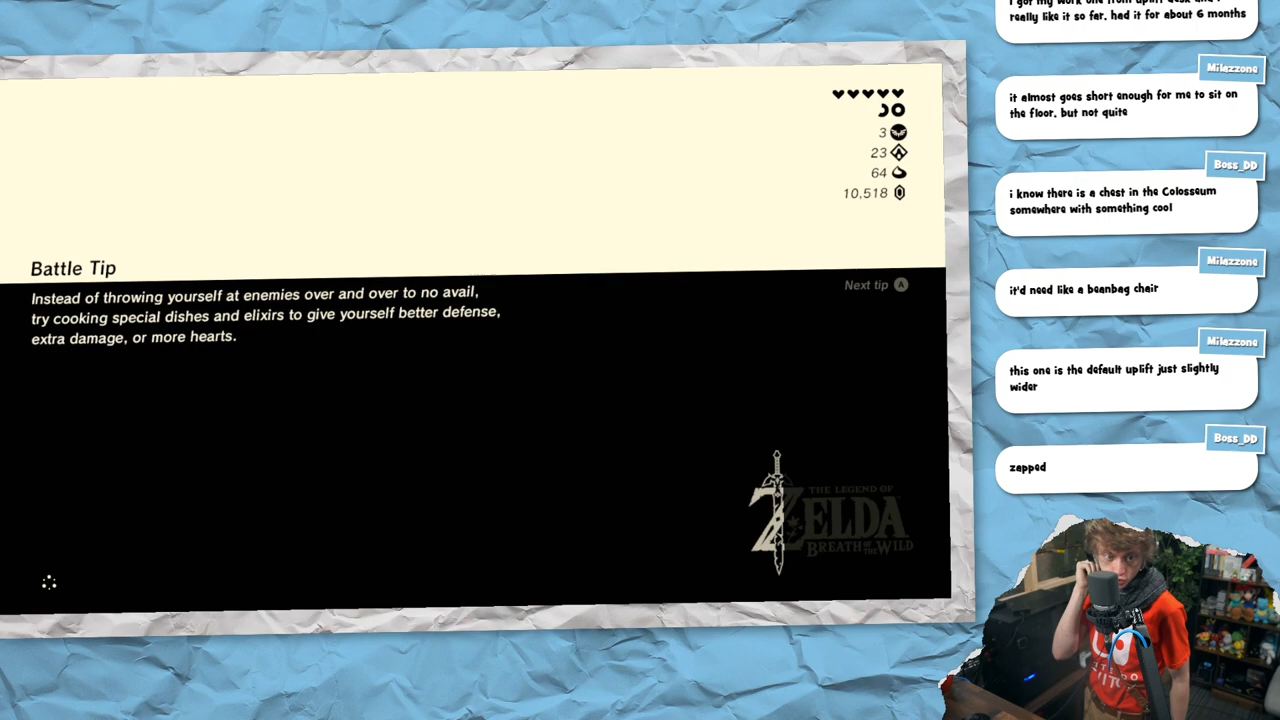 3
23
64
10,518
Battle Tip
Instead of throwing yourself at enemies over and over to no avail,
try cooking special dishes and elixirs to give yourself better defense,
extra damage, or more hearts.
Next tip A
THE LEGEND OF
ZELDA
BREATH OF THE WILD
really like it so far. had it for about 6 months
Milazzone
it almost goes short enough for me to sit on
the floor. but not quite
Boss_DD
i know there is a chest in the Colosseum
somewhere with something cool
Milazzone
it'd need like a beanbag chair
Milazzone
this one is the default uplift just slightly
wider
Boss_DD
zapped